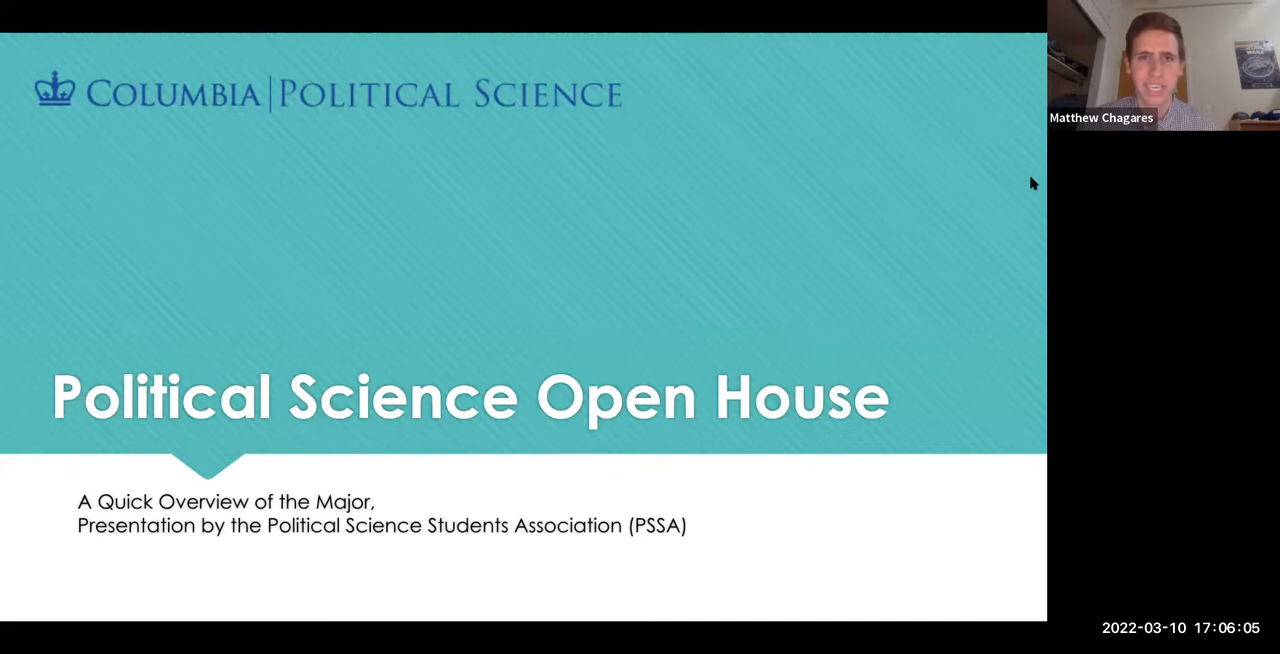 COLUMBIA | POLITICAL SCIENCE
Matthew Chagares
Political Science Open House
A Quick Overview of the Major,
Presentation by the Political Science Students Association (PSSA)
2022-03-10 17:06:05